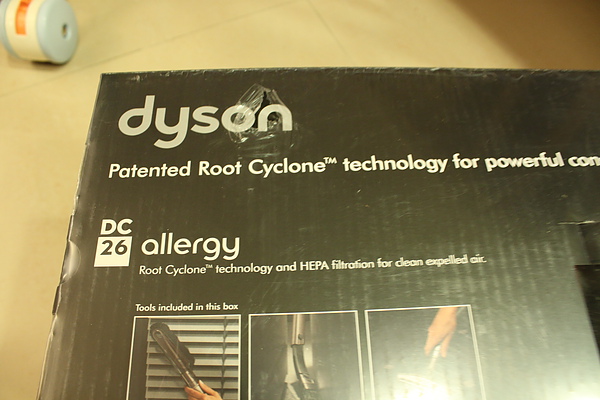 dyson
Patented Root Cyclone™ technology for powerful con
DC
26 allergy
Root Cyclone™ technology and HEPA filtration for clean expelled air.
Tools included in this box